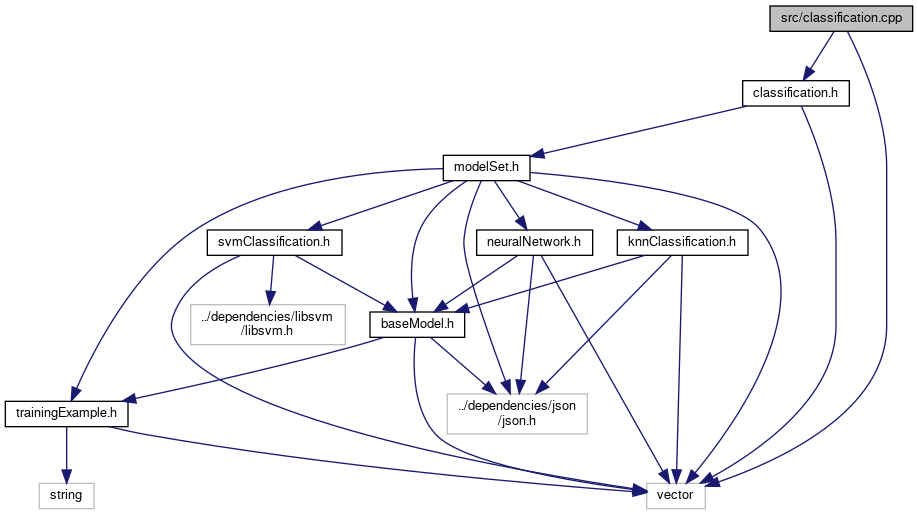 src/classification.cpp
classification.h
modelSet.h
svmClassification.h
neuralNetwork.h
knnClassification.h
../dependencies/libsvm
/libsvm.h
baseModel.h
../dependencies/json
/json.h
trainingExample.h
string
vector